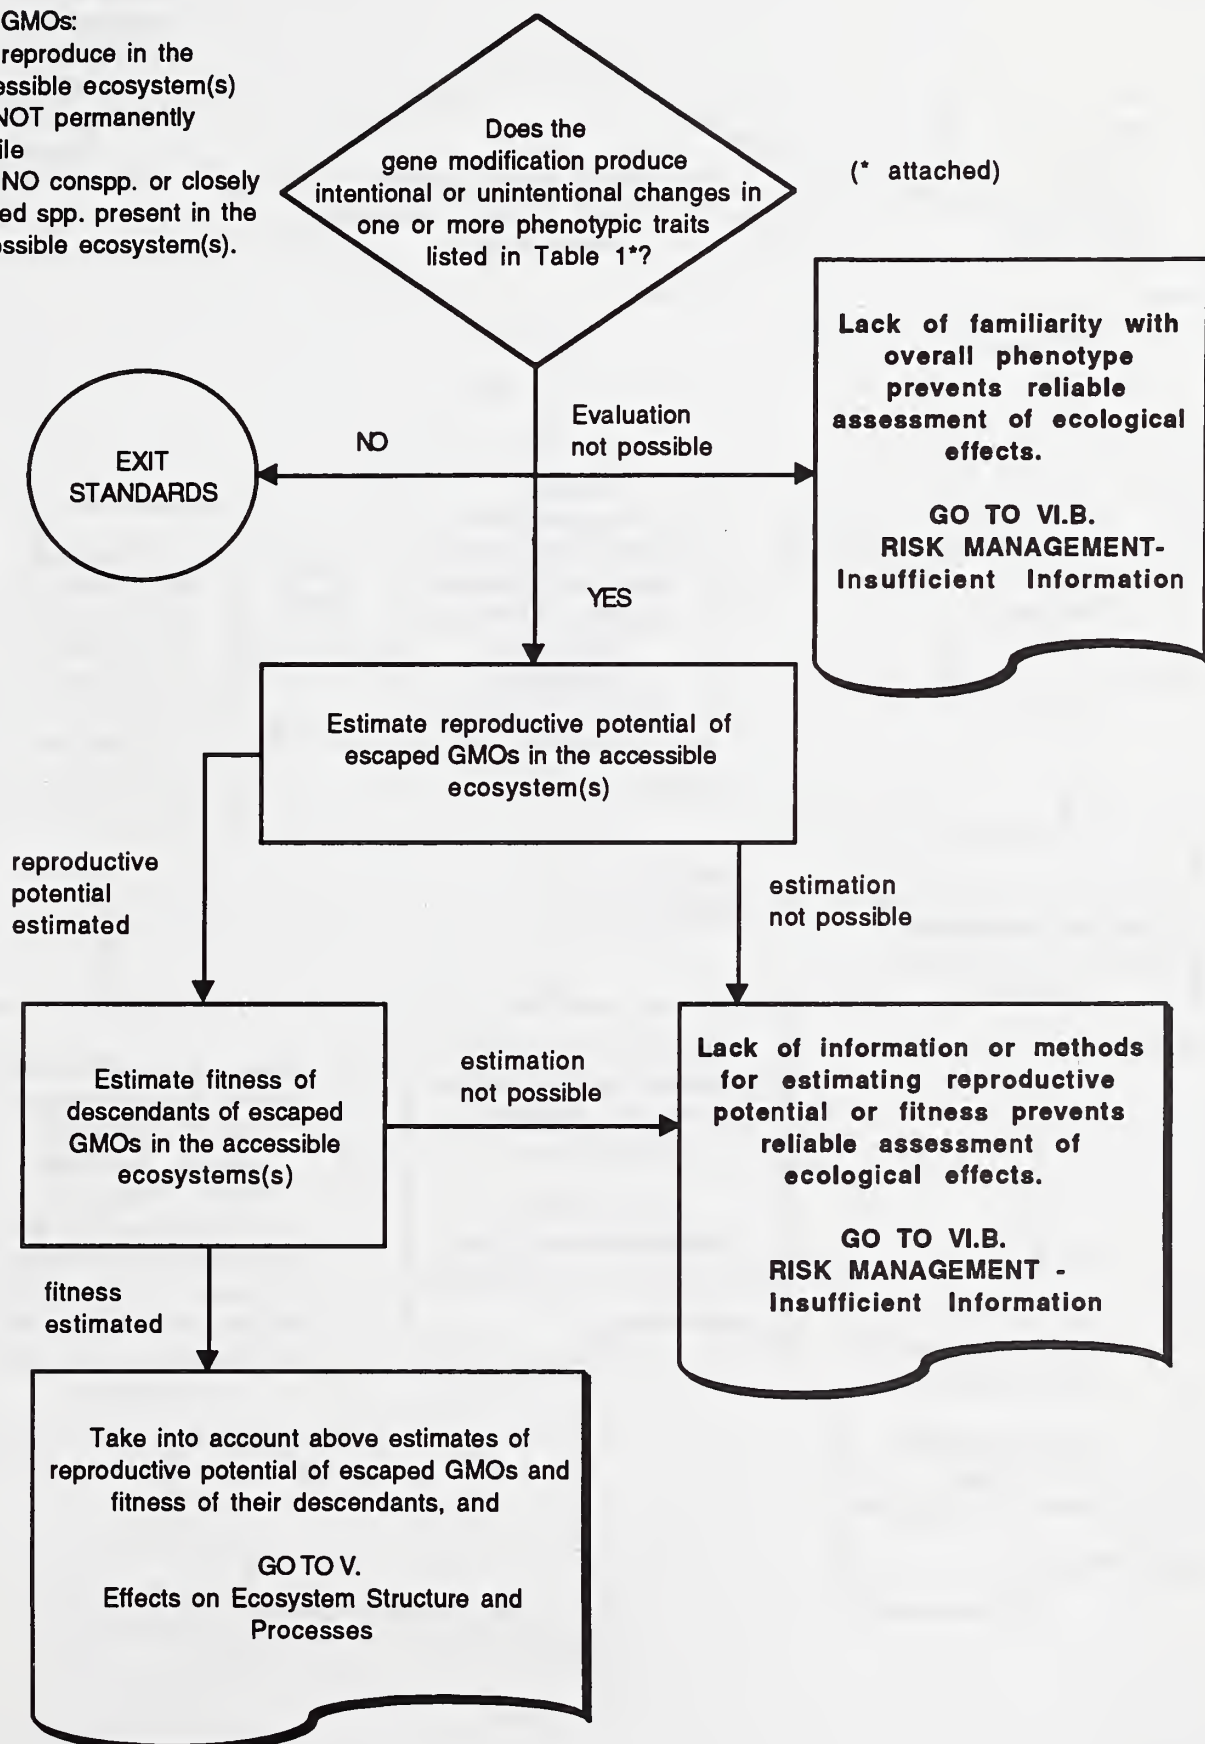 GMOs:
reproduce in the
essible ecosystem(s)
NOT permanently
ile
NO conspp. or closely
ed spp. present in the
essible ecosystem(s).
Does the
gene modification produce
intentional or unintentional changes in
one or more phenotypic traits
listed in Table 1*?
(* attached)
Lack of familiarity with
overall phenotype
prevents reliable
assessment of ecological
effects.
GO TO VI.B.
RISK MANAGEMENT-
Insufficient Information
EXIT
STANDARDS
NO
Evaluation
not possible
YES
Estimate reproductive potential of
escaped GMOs in the accessible
ecosystem(s)
reproductive
potential
estimated
estimation
not possible
Estimate fitness of
descendants of escaped
GMOs in the accessible
ecosystems(s)
estimation
not possible
Lack of information or methods
for estimating reproductive
potential or fitness prevents
reliable assessment of
ecological effects.
GO TO VI.B.
RISK MANAGEMENT -
Insufficient Information
fitness
estimated
Take into account above estimates of
reproductive potential of escaped GMOs and
fitness of their descendants, and
GO TO V.
Effects on Ecosystem Structure and
Processes